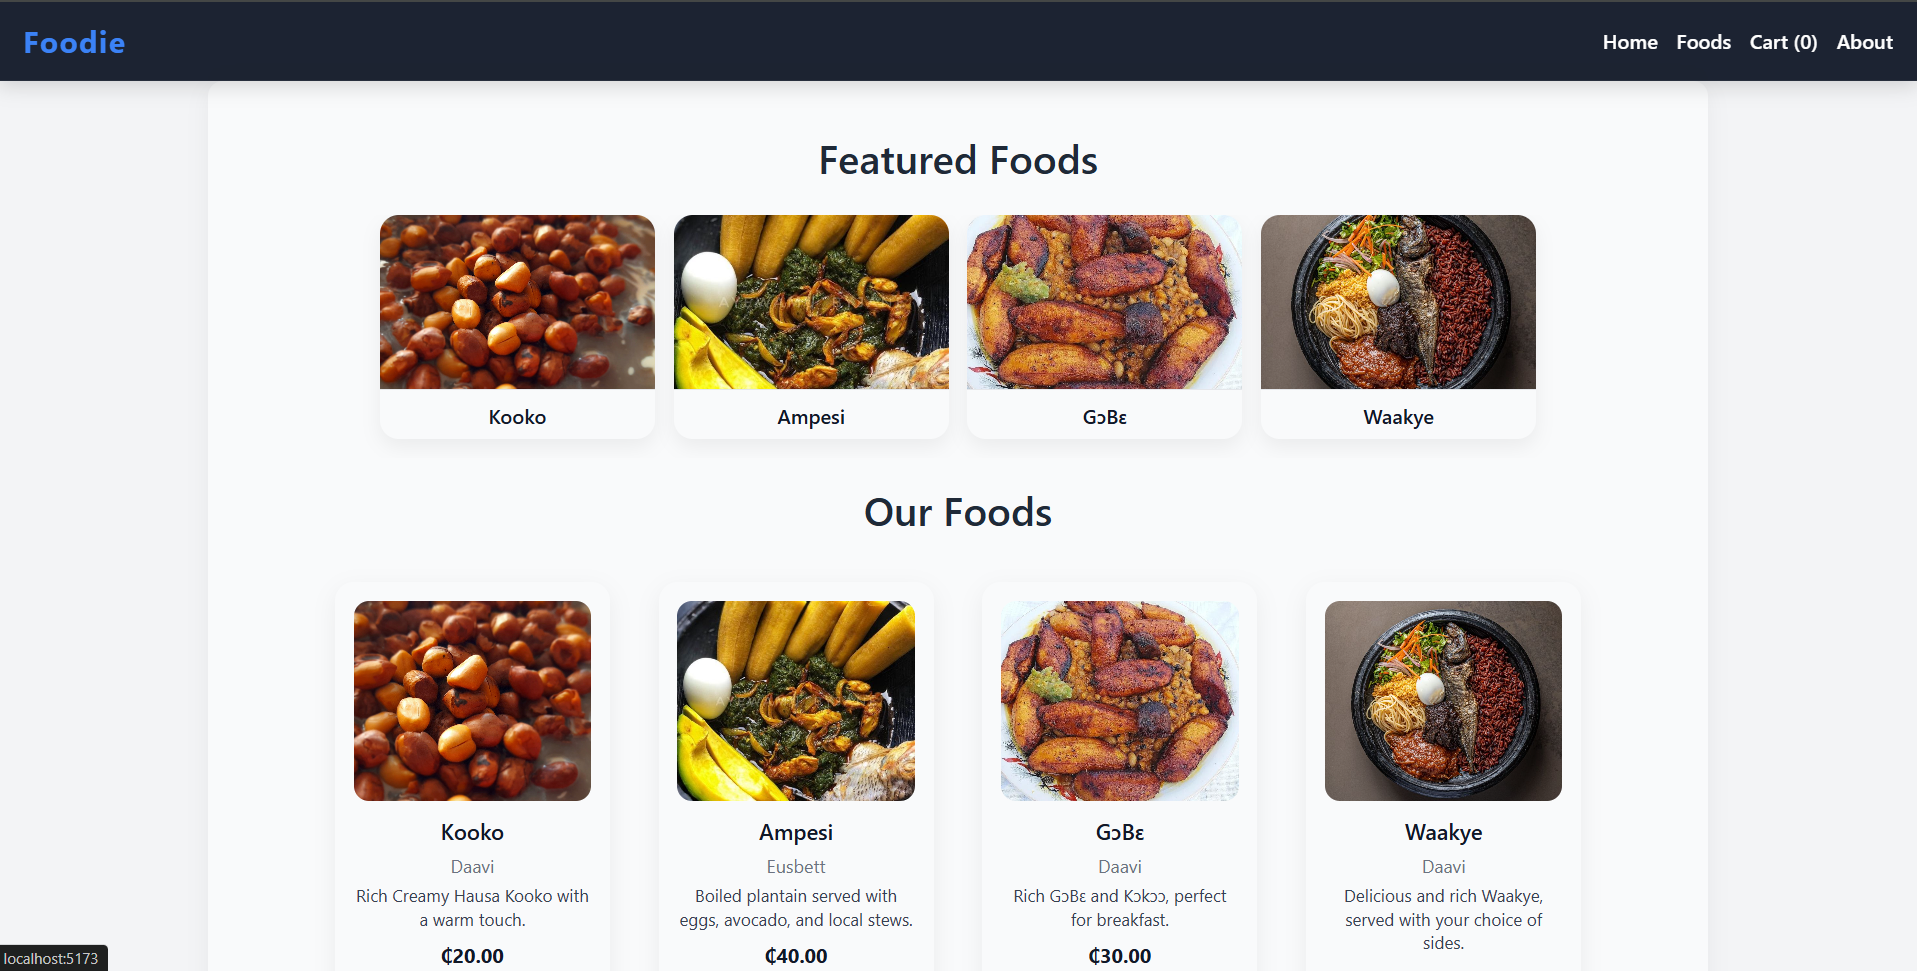 Foodie
Home Foods Cart (0) About
Featured Foods
Kooko
Ampesi
GɔBɛ
Waakye
Our Foods
Kooko
Daavi
Rich Creamy Hausa Kooko with
a warm touch.
₵20.00
Ampesi
Eusbett
Boiled plantain served with
eggs, avocado, and local stews.
₵40.00
GɔBɛ
Daavi
Rich GɔBɛ and Kɔkɔɔ, perfect
for breakfast.
₵30.00
Waakye
Daavi
Delicious and rich Waakye,
served with your choice of
sides.
localhost:5173